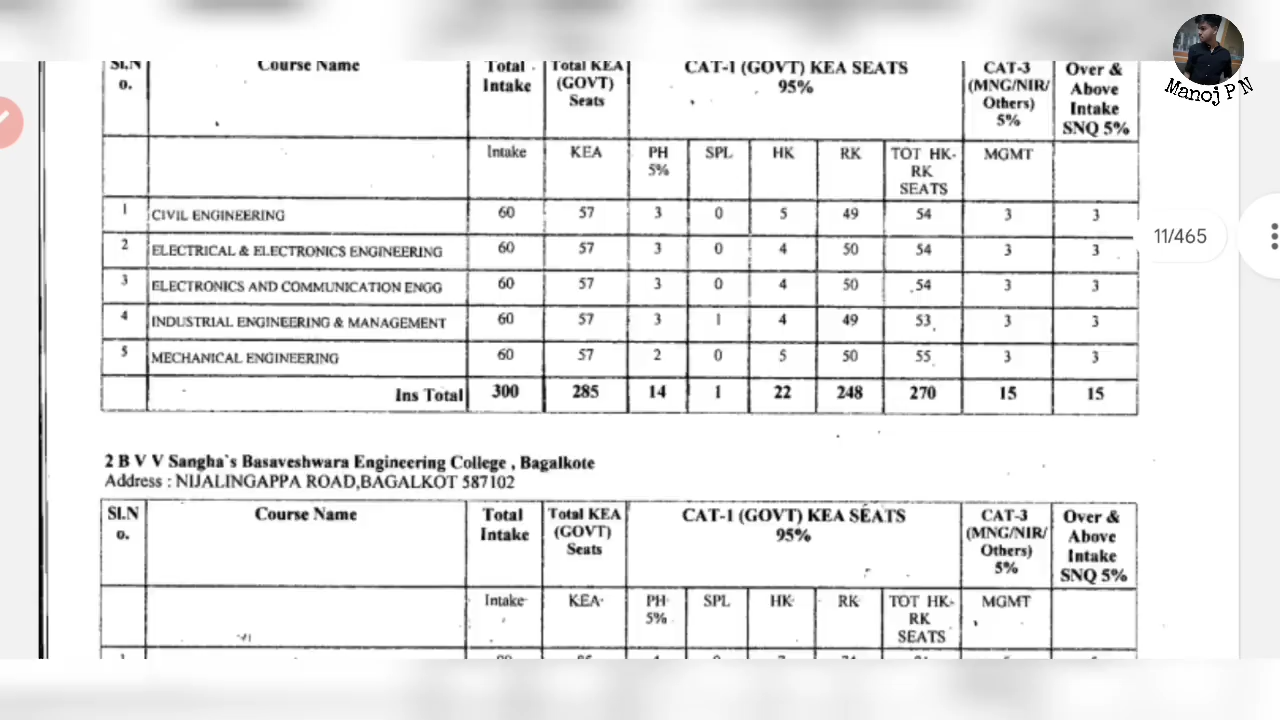 Manoj P N
Sl.N o. Course Name Total Intake Total KEA (GOVT) Seats CAT-1 (GOVT) KEA SEATS 95% CAT-3 (MNG/NIR/ Others) 5% Over & Above Intake SNQ 5%
Intake KEA PH 5% SPL HK RK TOT HK-RK SEATS MGMT
11/465
1 CIVIL ENGINEERING 60 57 3 0 5 49 54 3 3
2 ELECTRICAL & ELECTRONICS ENGINEERING 60 57 3 0 4 50 54 3 3
3 ELECTRONICS AND COMMUNICATION ENGG 60 57 3 0 4 50 54 3 3
4 INDUSTRIAL ENGINEERING & MANAGEMENT 60 57 3 1 4 49 53 3 3
5 MECHANICAL ENGINEERING 60 57 2 0 5 50 55 3 3
Ins Total 300 285 14 1 22 248 270 15 15
2 B V V Sangha`s Basaveshwara Engineering College , Bagalkote
Address : NIJALINGAPPA ROAD,BAGALKOT 587102
Sl.N o. Course Name Total Intake Total KEA (GOVT) Seats CAT-1 (GOVT) KEA SEATS 95% CAT-3 (MNG/NIR/ Others) 5% Over & Above Intake SNQ 5%
Intake KEA PH 5% SPL HK RK TOT HK-RK SEATS MGMT